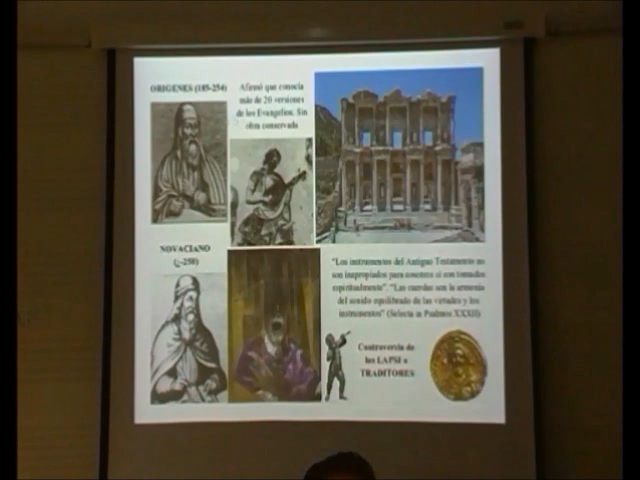 ORIGENES (185-254)
Afirmó que conocía
más de 20 versiones
de los Evangelios. Sin
obra conservada
NOVACIANO
(¿-258)
"Los instrumentos del Antiguo Testamento no
son inapropiados para nosotros si son tomados
espiritualmente". "Las cuerdas son la armonía
del sonido equilibrado de las virtudes y los
instrumentos" (Selecta in Psalmos XXXII)
Controversia de
los LAPSI o
TRADITORES